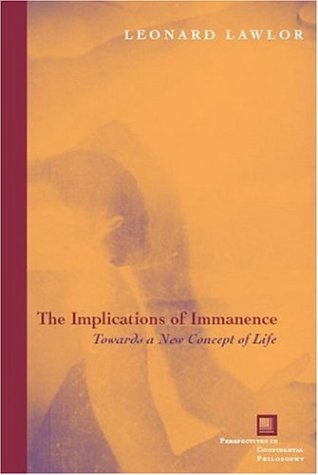 LEONARD LAWLOR
The Implications of Immanence
Towards a New Concept of Life
PERSPECTIVES IN
CONTINENTAL
PHILOSOPHY